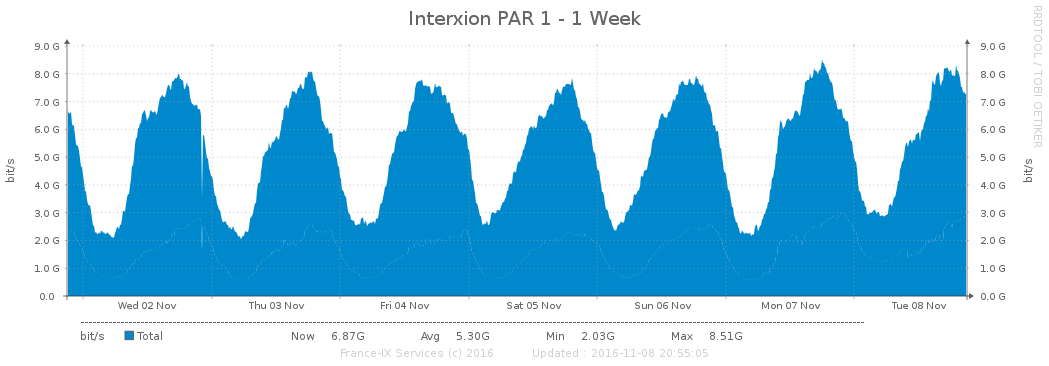 Interxion PAR 1 - 1 Week
RRDTOOL / TOBI OETIKER
9.0 G 9.0 G
8.0 G 8.0 G
7.0 G 7.0 G
6.0 G 6.0 G
5.0 G 5.0 G
bit/s bit/s
4.0 G 4.0 G
3.0 G 3.0 G
2.0 G 2.0 G
1.0 G 1.0 G
0.0 0.0 G
Wed 02 Nov Thu 03 Nov Fri 04 Nov Sat 05 Nov Sun 06 Nov Mon 07 Nov Tue 08 Nov
bit/s Total Now 6.87G Avg 5.30G Min 2.03G Max 8.51G
France-IX Services (c) 2016 Updated : 2016-11-08 20:55:05